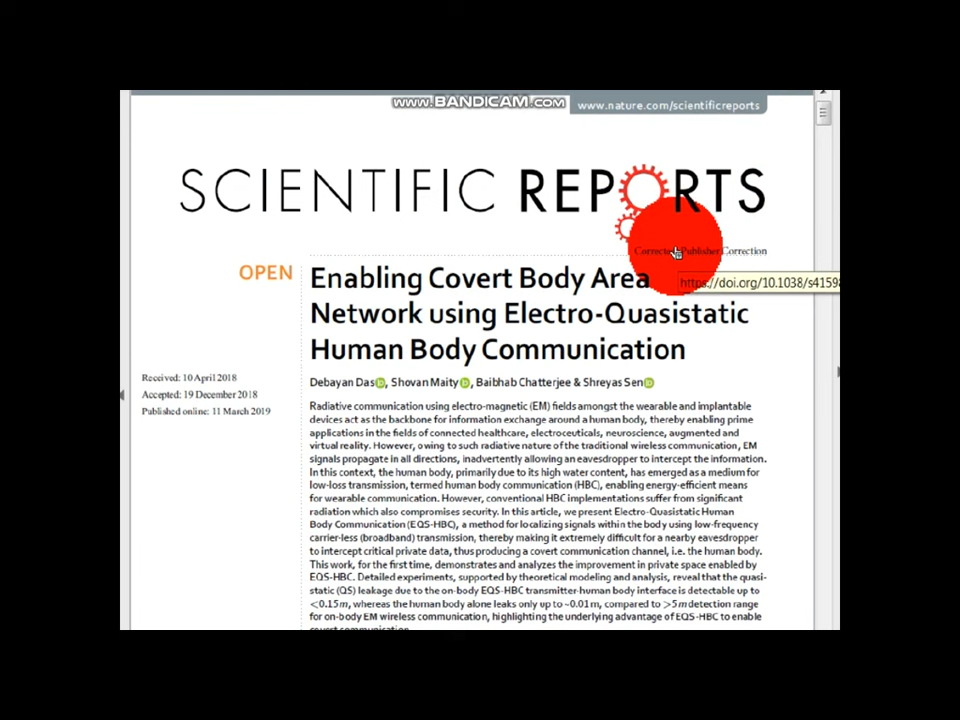 www.BANDICAM.com
www.nature.com/scientificreports
SCIENTIFIC REPORTS
Corrected: Publisher Correction
https://doi.org/10.1038/s4159
OPEN
Enabling Covert Body Area
Network using Electro-Quasistatic
Human Body Communication
Received: 10 April 2018
Accepted: 19 December 2018
Published online: 11 March 2019
Debayan Das, Shovan Maity, Baibhab Chatterjee & Shreyas Sen
Radiative communication using electro-magnetic (EM) fields amongst the wearable and implantable
devices act as the backbone for information exchange around a human body, thereby enabling prime
applications in the fields of connected healthcare, electroceuticals, neuroscience, augmented and
virtual reality. However, owing to such radiative nature of the traditional wireless communication, EM
signals propagate in all directions, inadvertently allowing an eavesdropper to intercept the information.
In this context, the human body, primarily due to its high water content, has emerged as a medium for
low-loss transmission, termed human body communication (HBC), enabling energy-efficient means
for wearable communication. However, conventional HBC implementations suffer from significant
radiation which also compromises security. In this article, we present Electro-Quasistatic Human
Body Communication (EQS-HBC), a method for localizing signals within the body using low-frequency
carrier-less (broadband) transmission, thereby making it extremely difficult for a nearby eavesdropper
to intercept critical private data, thus producing a covert communication channel, i.e. the human body.
This work, for the first time, demonstrates and analyzes the improvement in private space enabled by
EQS-HBC. Detailed experiments, supported by theoretical modeling and analysis, reveal that the quasi-
static (QS) leakage due to the on-body EQS-HBC transmitter-human body interface is detectable up to
<0.15m, whereas the human body alone leaks only up to ~0.01 m, compared to >5m detection range
for on-body EM wireless communication, highlighting the underlying advantage of EQS-HBC to enable
covert communication.